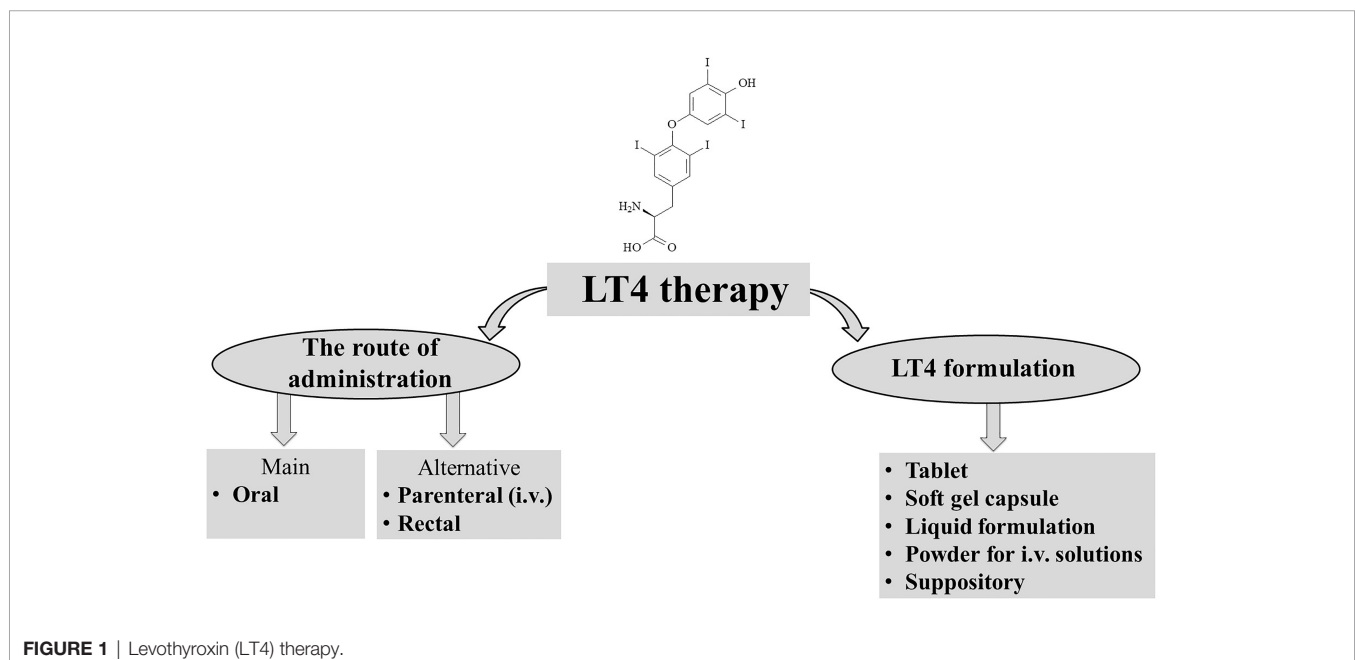 I
OH
O
I
I
I
H₂N
HO
O
LT4 therapy
The route of
administration
LT4 formulation
Main
• Oral
Alternative
• Parenteral (i.v.)
• Rectal
• Tablet
• Soft gel capsule
• Liquid formulation
• Powder for i.v. solutions
• Suppository
FIGURE 1 | Levothyroxin (LT4) therapy.